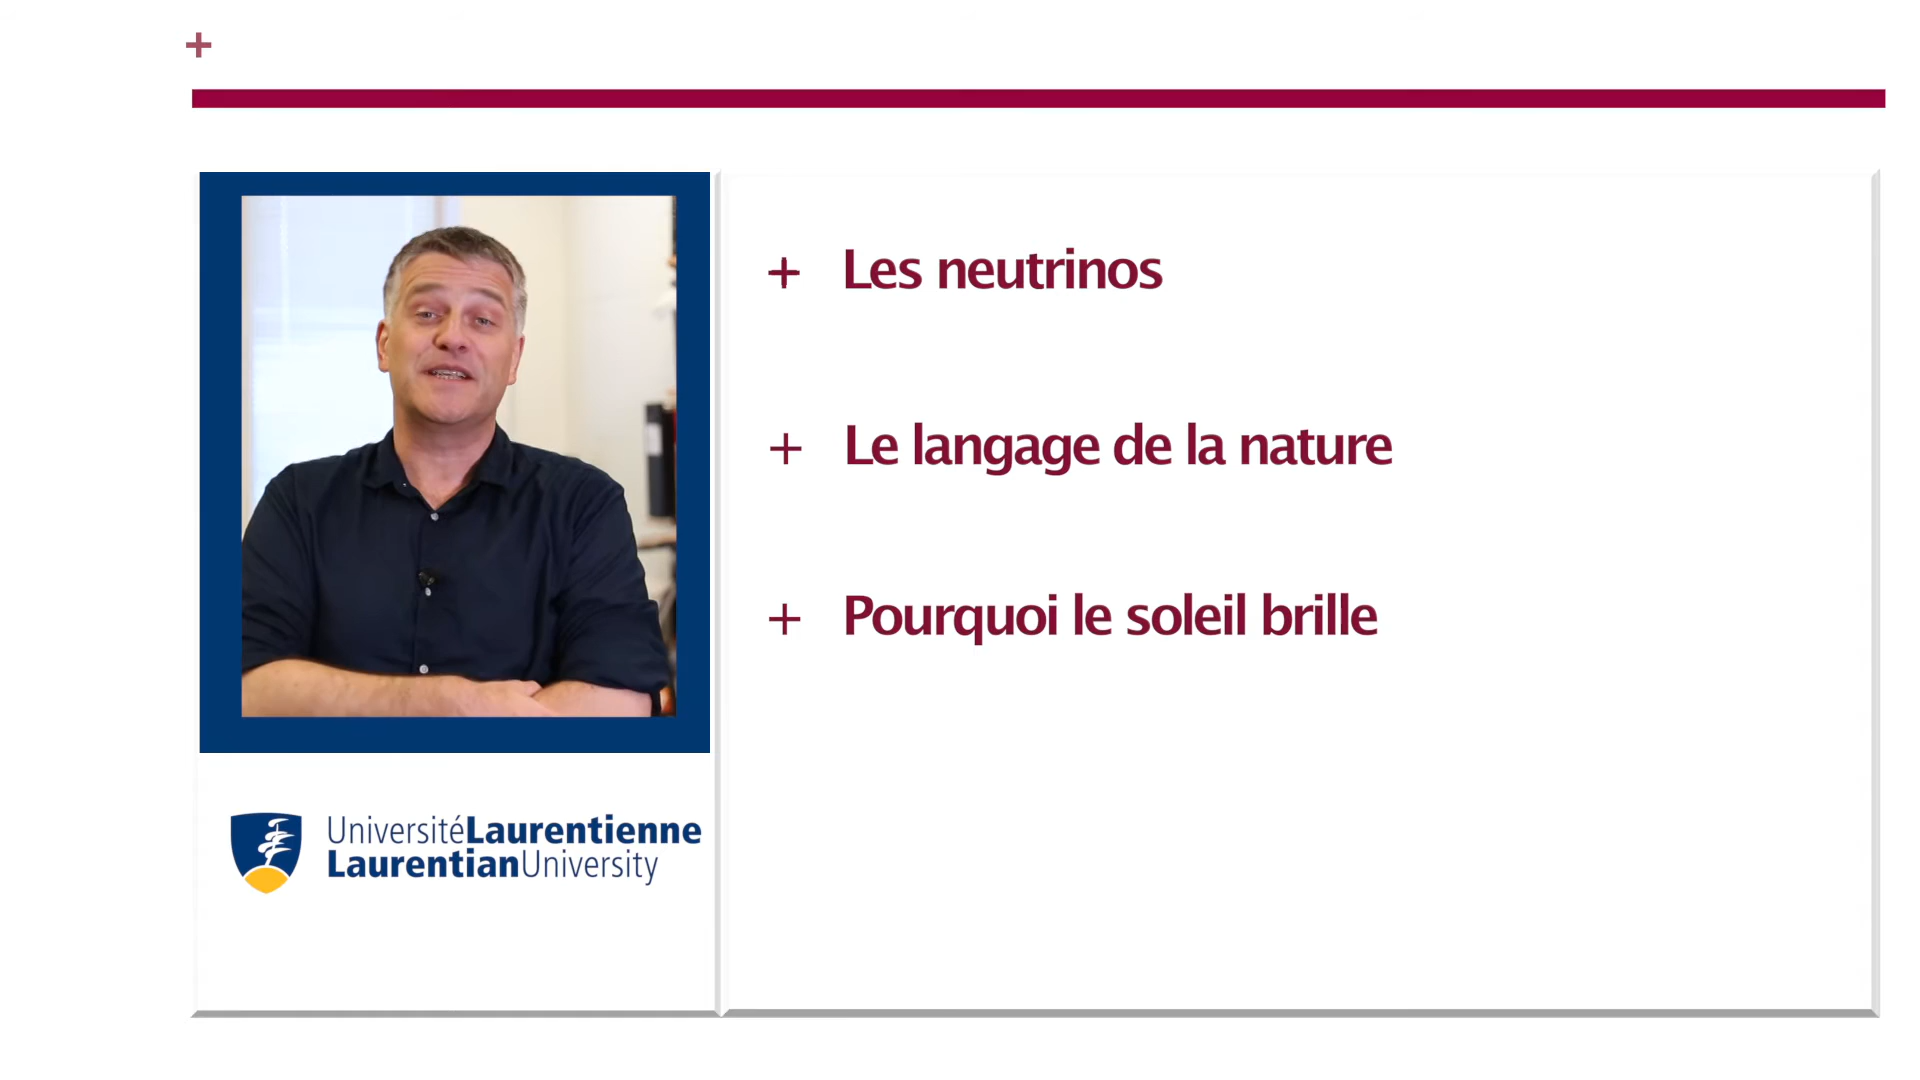 +
+ Les neutrinos
+ Le langage de la nature
+ Pourquoi le soleil brille
UniversitéLaurentienne
LaurentianUniversity